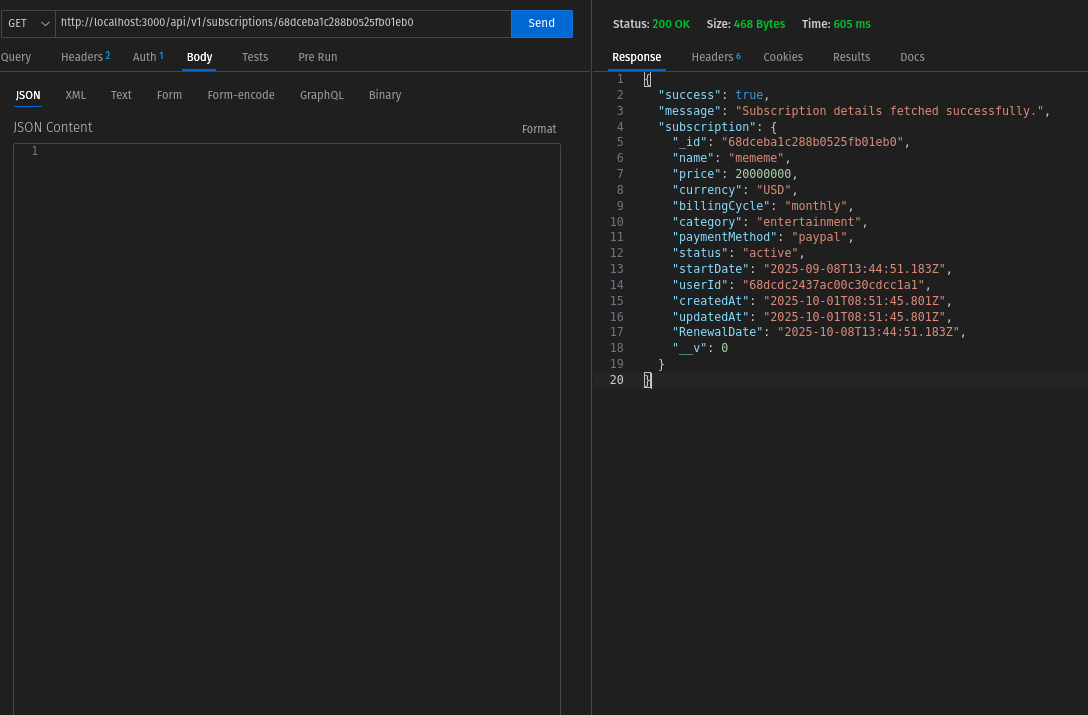 GET http://localhost:3000/api/v1/subscriptions/68dceba1c288b0525fb01eb0 Send
Query Headers 2 Auth 1 Body Tests Pre Run
JSON XML Text Form Form-encode GraphQL Binary
JSON Content Format
1
Status: 200 OK Size: 468 Bytes Time: 605 ms
Response Headers 6 Cookies Results Docs
1 {
2 "success": true,
3 "message": "Subscription details fetched successfully.",
4 "subscription": {
5 "_id": "68dceba1c288b0525fb01eb0",
6 "name": "mememe",
7 "price": 20000000,
8 "currency": "USD",
9 "billingCycle": "monthly",
10 "category": "entertainment",
11 "paymentMethod": "paypal",
12 "status": "active",
13 "startDate": "2025-09-08T13:44:51.183Z",
14 "userId": "68dcdc2437ac00c30cdcc1a1",
15 "createdAt": "2025-10-01T08:51:45.801Z",
16 "updatedAt": "2025-10-01T08:51:45.801Z",
17 "RenewalDate": "2025-10-08T13:44:51.183Z",
18 "__v": 0
19 }
20 }